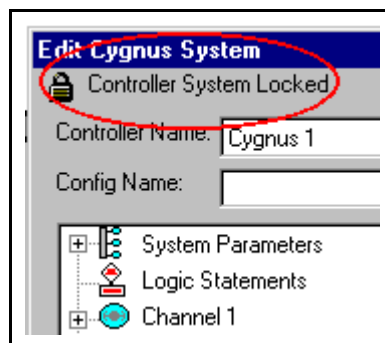 Edit Cygnus System
Controller System Locked
Controller Name: Cygnus 1
Config Name:
System Parameters
Logic Statements
Channel 1